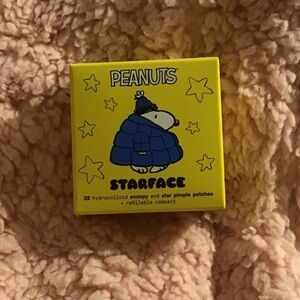 PEANUTS
STARFACE
32 hydrocolloid snoopy and star pimple patches
+ refillable compact